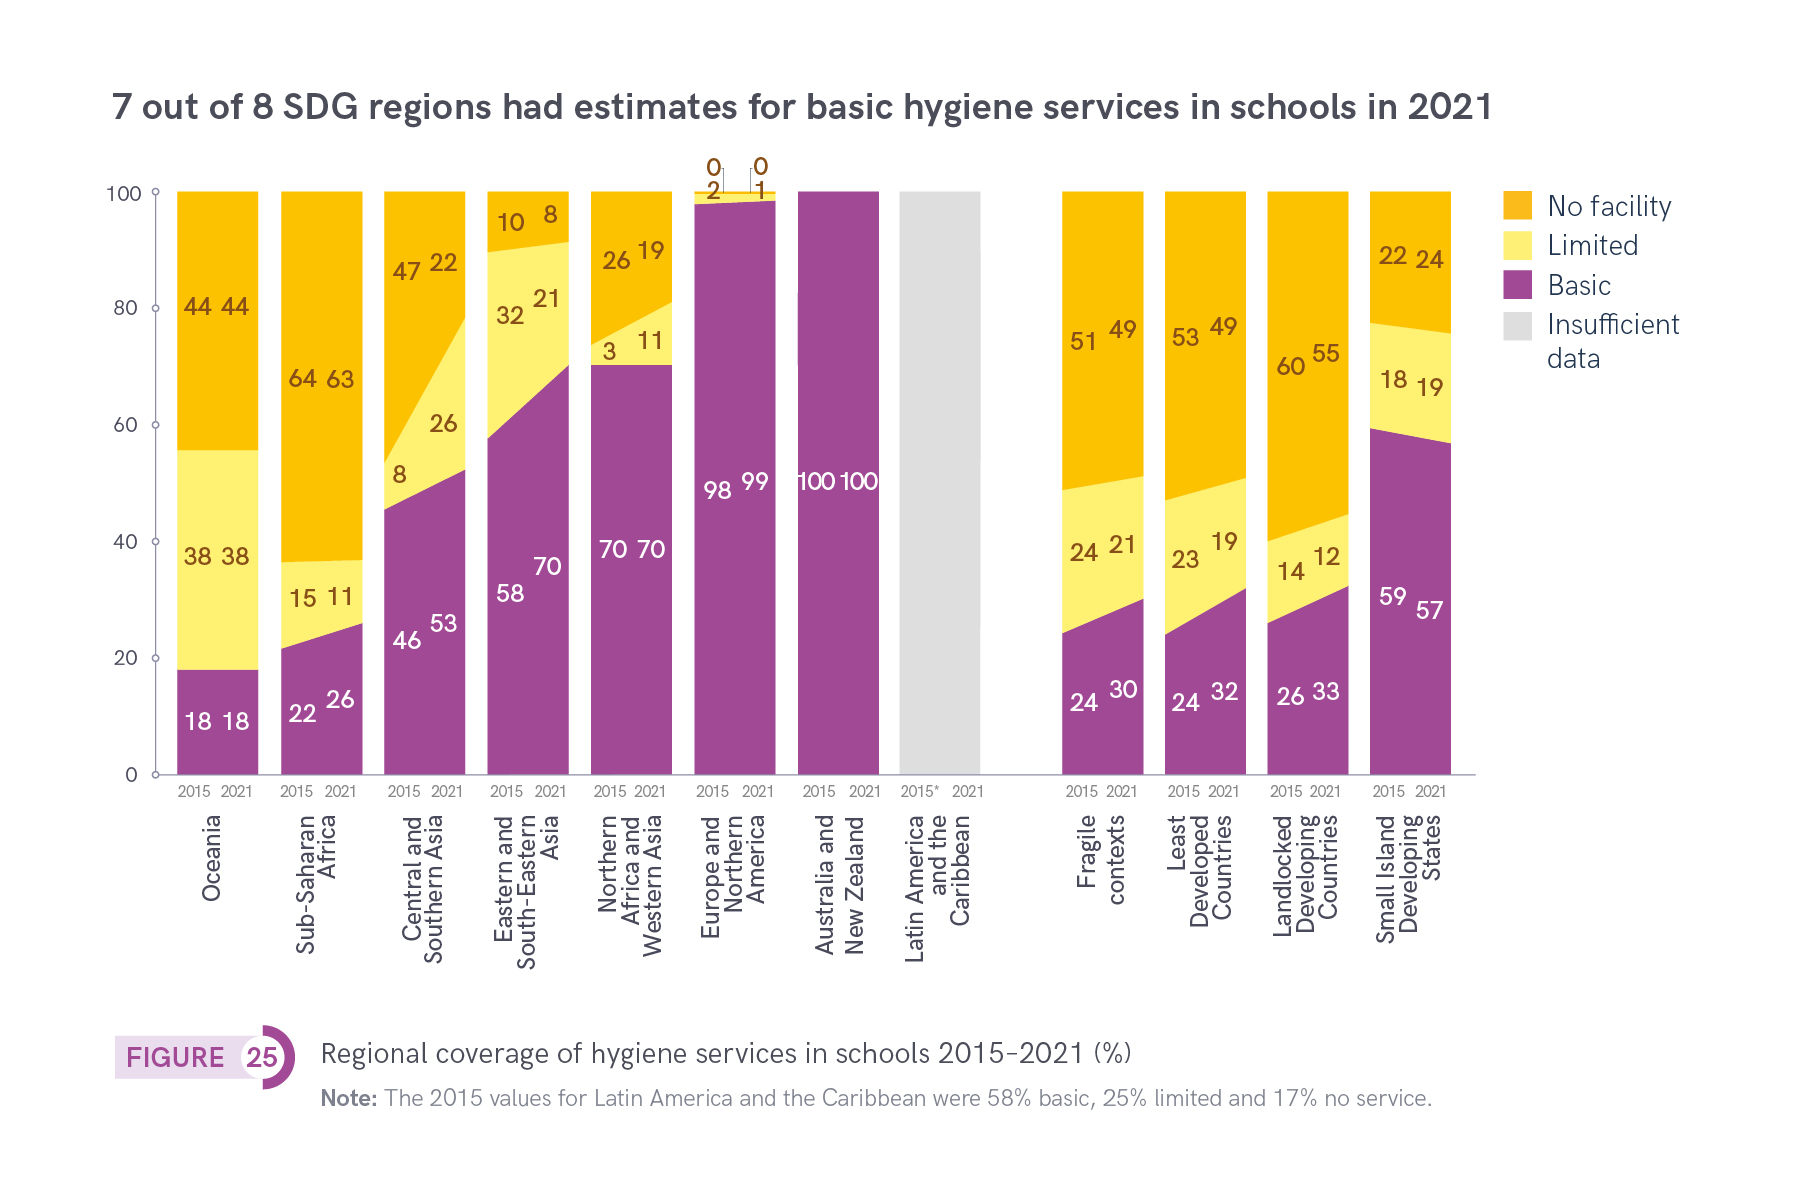 7 out of 8 SDG regions had estimates for basic hygiene services in schools in 2021
100
80
60
40
20
0
44 44
38 38
18 18
64 63
15 11
22 26
47 22
8 26
46 53
10 8
32 21
58 70
26 19
3 11
70 70
0 0
2 1
98 99
100 100
51 49
24 21
24 30
53 49
23 19
24 32
60 55
14 12
26 33
22 24
18 19
59 57
No facility
Limited
Basic
Insufficient
data
2015 2021
2015 2021
2015 2021
2015 2021
2015 2021
2015 2021
2015 2021
2015* 2021
2015 2021
2015 2021
2015 2021
2015 2021
Oceania
Sub-Saharan
Africa
Central and
Southern Asia
Eastern and
South-Eastern
Asia
Northern
Africa and
Western Asia
Europe and
Northern
America
Australia and
New Zealand
Latin America
and the
Caribbean
Fragile
contexts
Least
Developed
Countries
Landlocked
Developing
Countries
Small Island
Developing
States
FIGURE 25
Regional coverage of hygiene services in schools 2015–2021 (%)
Note: The 2015 values for Latin America and the Caribbean were 58% basic, 25% limited and 17% no service.